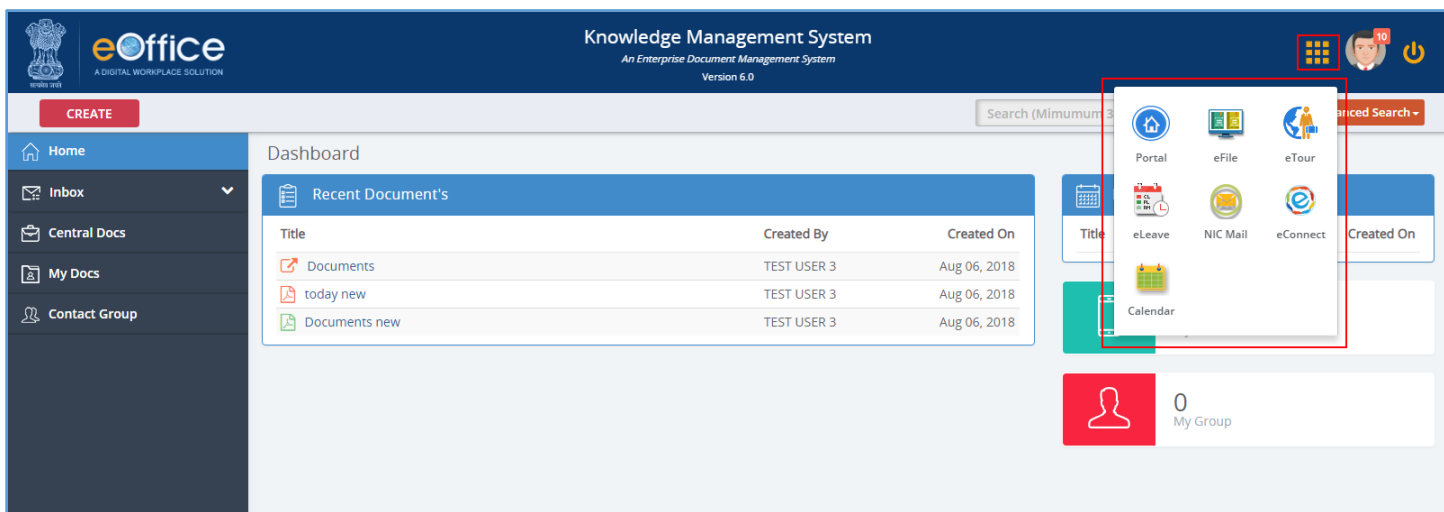 सत्यमेव जयते
eOffice
A DIGITAL WORKPLACE SOLUTION
Knowledge Management System
An Enterprise Document Management System
Version 6.0
10
CREATE
Search (Mimumum 3
anced Search
Home
Inbox
Central Docs
My Docs
Contact Group
Dashboard
Recent Document's
Title Created By Created On
Documents TEST USER 3 Aug 06, 2018
today new TEST USER 3 Aug 06, 2018
Documents new TEST USER 3 Aug 06, 2018
Title Created On
Portal eFile eTour
eLeave NIC Mail eConnect
Calendar
0
My Group